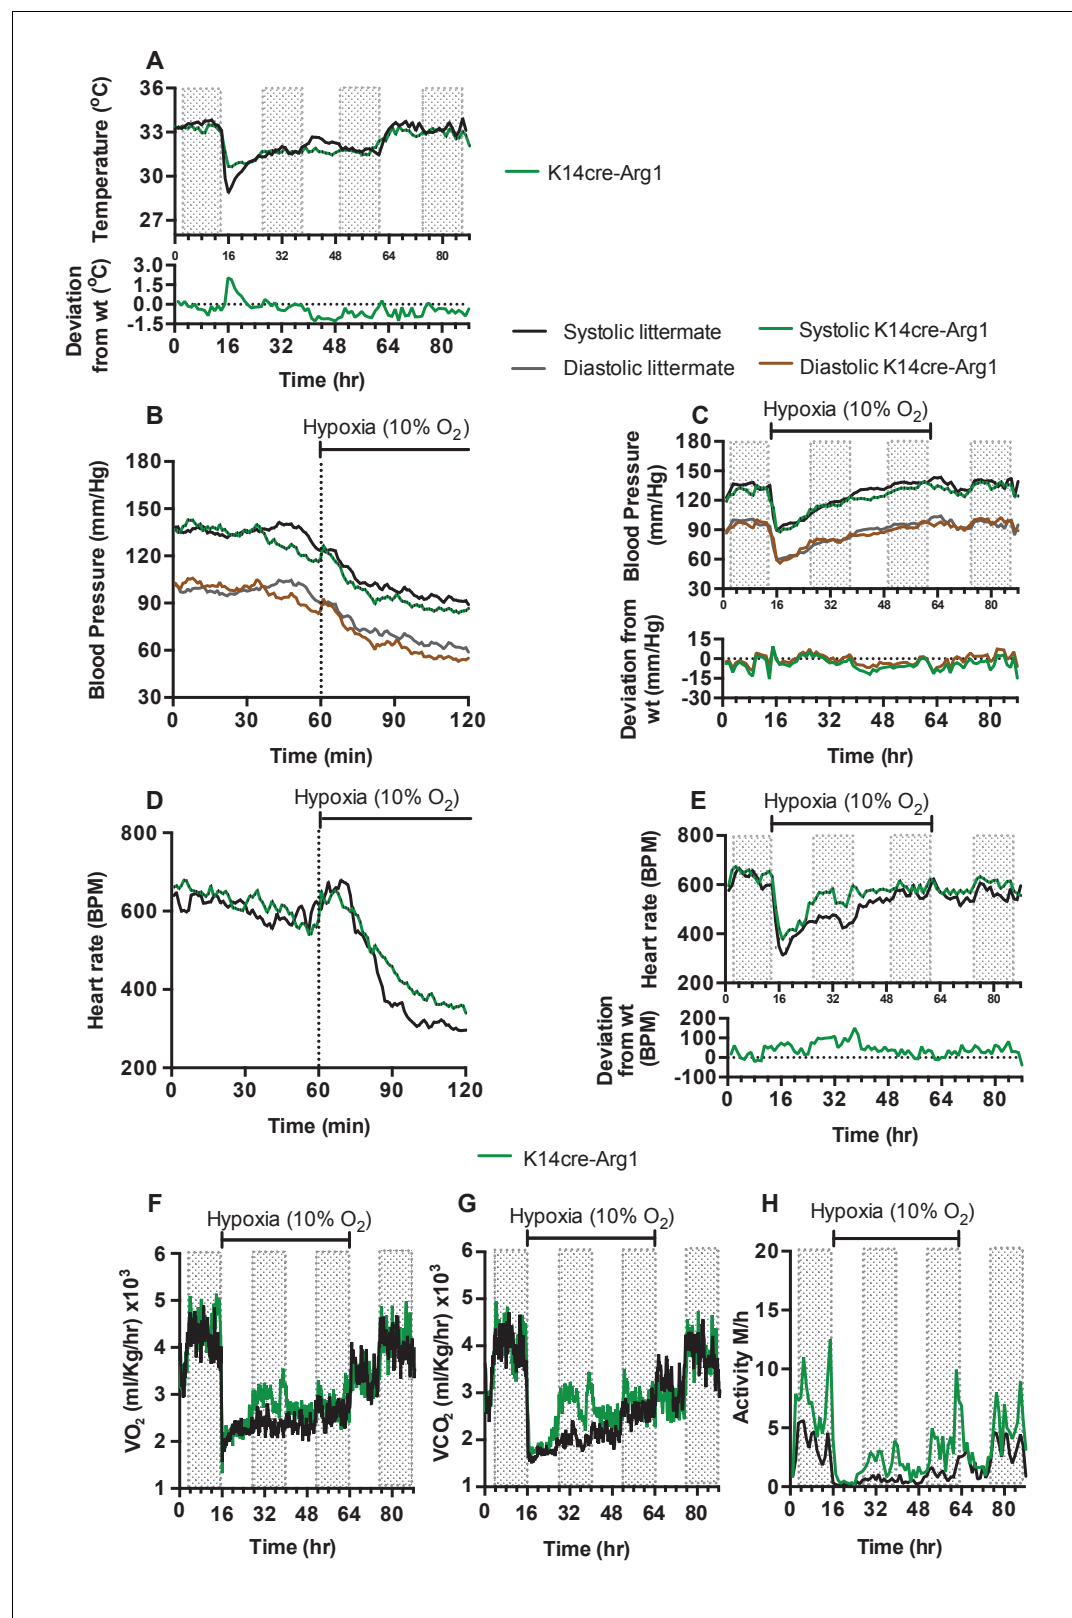 A
Temperature (°C)
36
33
30
27
0
16
32
48
64
80
K14cre-Arg1
Deviation
from wt (°C)
3.0
1.5
0.0
-1.5
0
16
32
48
64
80
Time (hr)
Systolic littermate
Systolic K14cre-Arg1
Diastolic littermate
Diastolic K14cre-Arg1
B
Hypoxia (10% O2)
Blood Pressure (mm/Hg)
180
150
120
90
60
30
0
30
60
90
120
Time (min)
C
Hypoxia (10% O2)
Blood Pressure
(mm/Hg)
180
150
120
90
60
30
0
16
32
48
64
80
Deviation from
wt (mm/Hg)
15
0
-15
-30
0
16
32
48
64
80
Time (hr)
D
Hypoxia (10% O2)
Heart rate (BPM)
800
600
400
200
0
30
60
90
120
Time (min)
E
Hypoxia (10% O2)
Heart rate (BPM)
800
600
400
200
0
16
32
48
64
80
Deviation
from wt
(BPM)
200
100
0
-100
0
16
32
48
64
80
Time (hr)
K14cre-Arg1
F
Hypoxia (10% O2)
VO2 (ml/Kg/hr) x10³
6
5
4
3
2
1
0
16
32
48
64
80
Time (hr)
G
Hypoxia (10% O2)
VCO2 (ml/Kg/hr) x10³
6
5
4
3
2
1
0
16
32
48
64
80
Time (hr)
H
Hypoxia (10% O2)
Activity M/h
20
15
10
5
0
0
16
32
48
64
80
Time (hr)